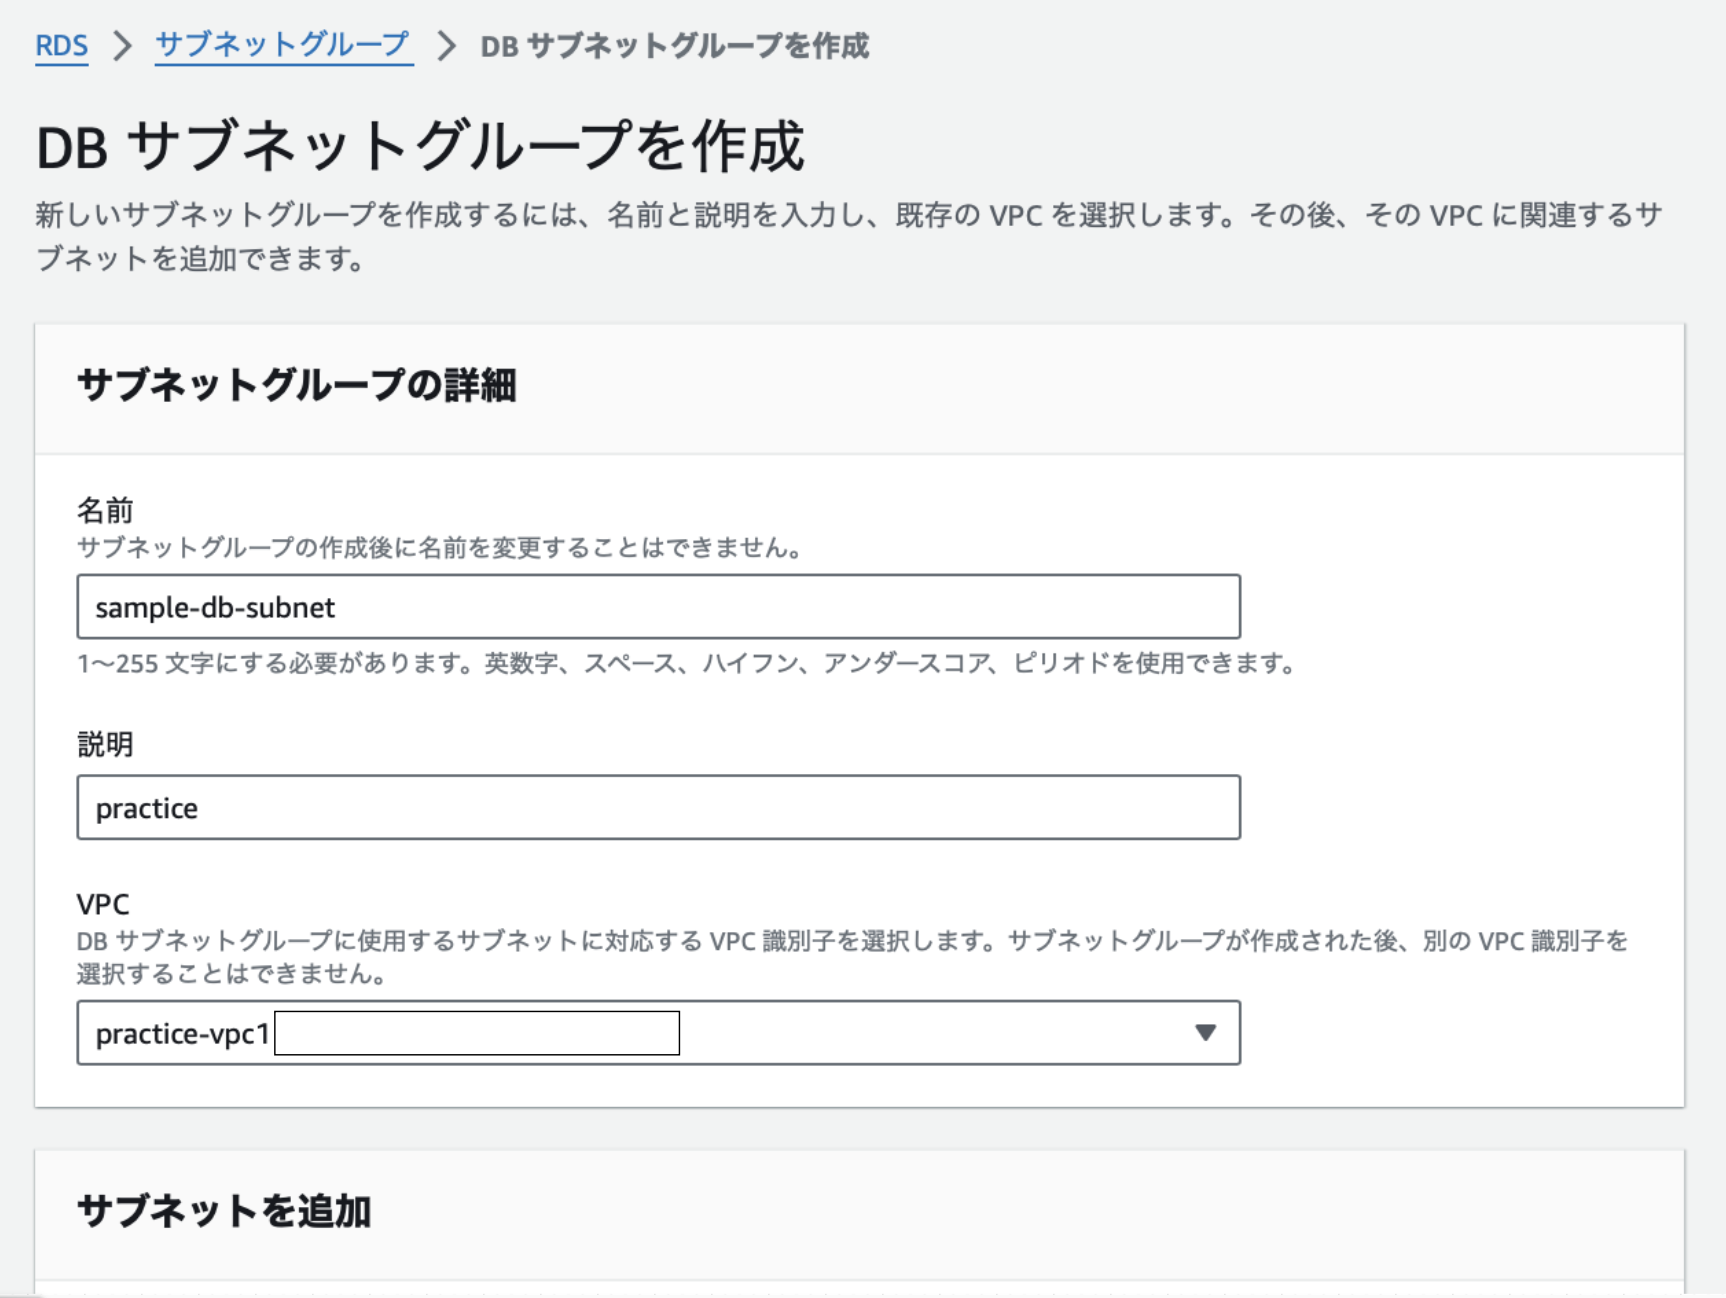 RDS > サブネットグループ > DB サブネットグループを作成
DB サブネットグループを作成
新しいサブネットグループを作成するには、名前と説明を入力し、既存の VPC を選択します。その後、その VPC に関連するサ
ブネットを追加できます。
サブネットグループの詳細
名前
サブネットグループの作成後に名前を変更することはできません。
sample-db-subnet
1～255 文字にする必要があります。英数字、スペース、ハイフン、アンダースコア、ピリオドを使用できます。
説明
practice
VPC
DB サブネットグループに使用するサブネットに対応する VPC 識別子を選択します。サブネットグループが作成された後、別の VPC 識別子を
選択することはできません。
practice-vpc1
サブネットを追加